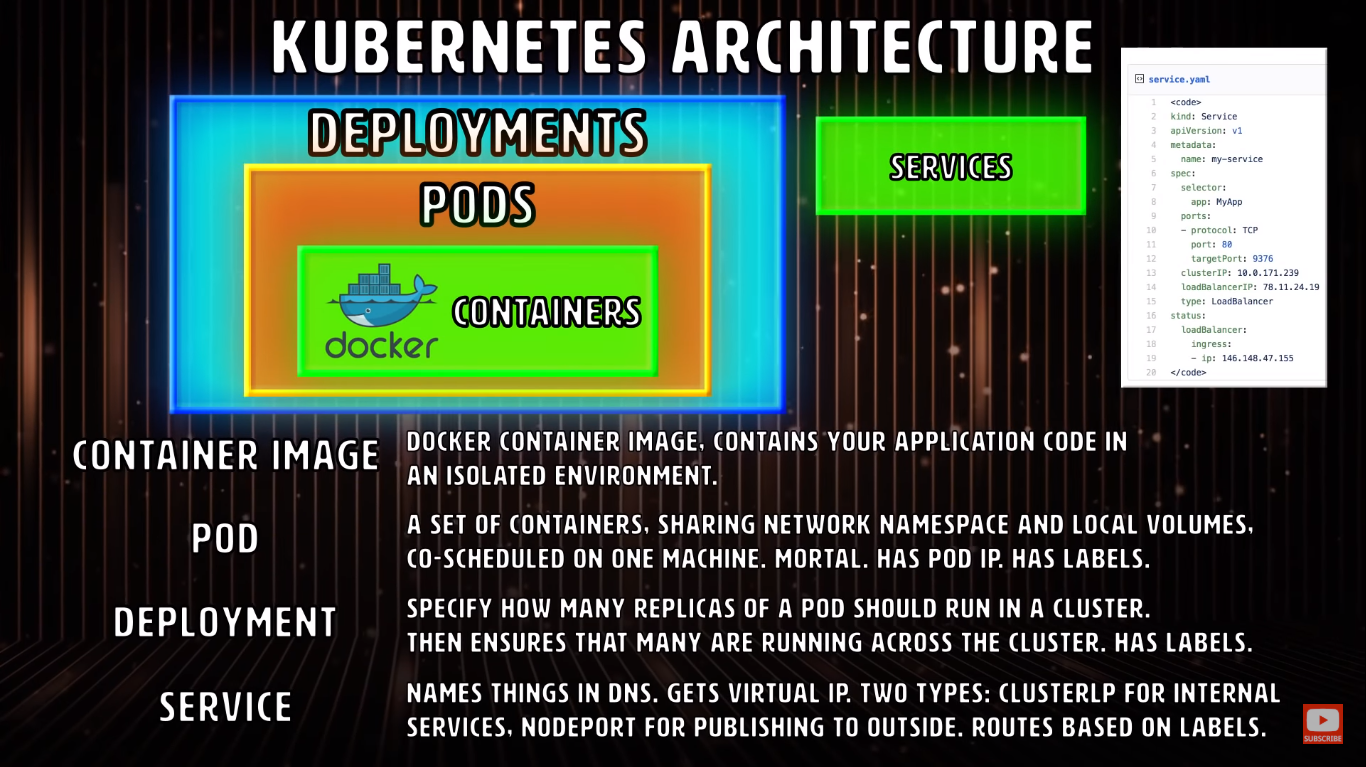 KUBERNETES ARCHITECTURE
DEPLOYMENTS
PODS
docker
CONTAINERS
SERVICES
service.yaml
1 <code>
2 kind: Service
3 apiVersion: v1
4 metadata:
5 name: my-service
6 spec:
7 selector:
8 app: MyApp
9 ports:
10 - protocol: TCP
11 port: 80
12 targetPort: 9376
13 clusterIP: 10.0.171.239
14 loadBalancerIP: 78.11.24.19
15 type: LoadBalancer
16 status:
17 loadBalancer:
18 ingress:
19 - ip: 146.148.47.155
20 </code>
CONTAINER IMAGE
DOCKER CONTAINER IMAGE, CONTAINS YOUR APPLICATION CODE IN
AN ISOLATED ENVIRONMENT.
POD
A SET OF CONTAINERS, SHARING NETWORK NAMESPACE AND LOCAL VOLUMES,
CO-SCHEDULED ON ONE MACHINE. MORTAL. HAS POD IP. HAS LABELS.
DEPLOYMENT
SPECIFY HOW MANY REPLICAS OF A POD SHOULD RUN IN A CLUSTER.
THEN ENSURES THAT MANY ARE RUNNING ACROSS THE CLUSTER. HAS LABELS.
SERVICE
NAMES THINGS IN DNS. GETS VIRTUAL IP. TWO TYPES: CLUSTERLP FOR INTERNAL
SERVICES, NODEPORT FOR PUBLISHING TO OUTSIDE. ROUTES BASED ON LABELS.
SUBSCRIBE